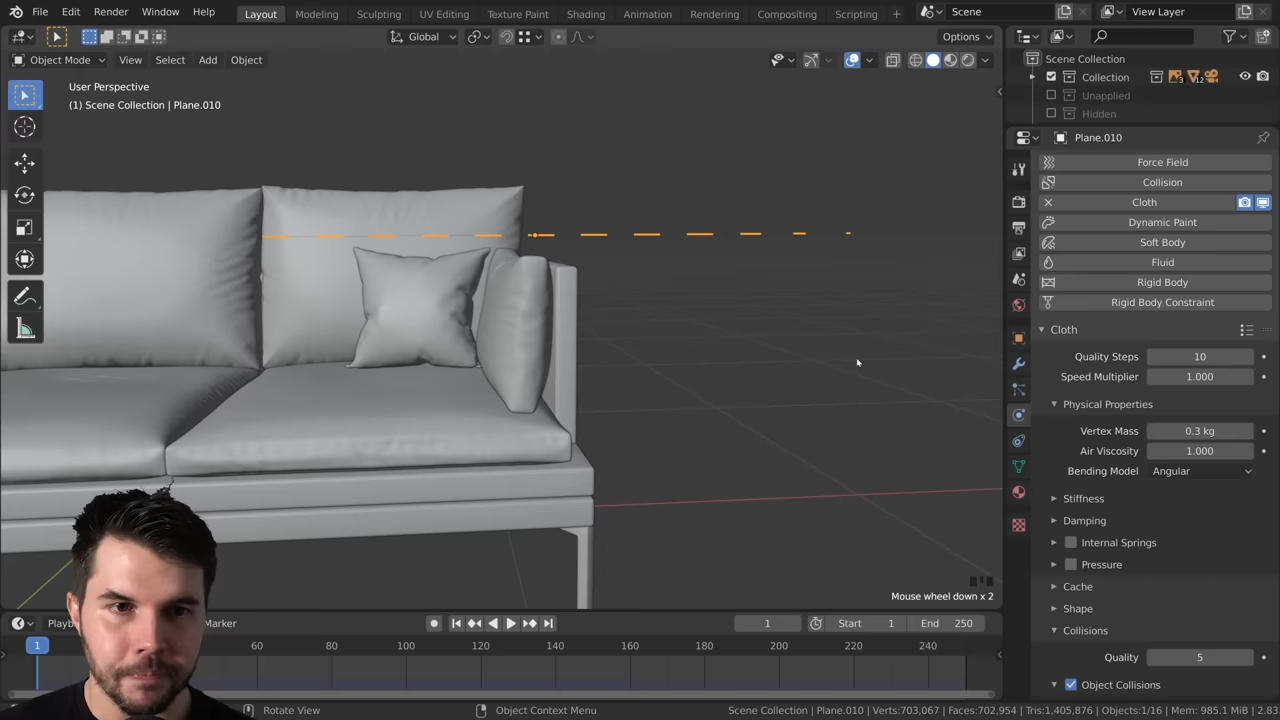 File Edit Render Window Help Layout Modeling Sculpting UV Editing Texture Paint Shading Animation Rendering Compositing Scripting Scene View Layer
Global Options
Object Mode View Select Add Object
User Perspective
(1) Scene Collection | Plane.010
Scene Collection
Collection 3 12
Unapplied
Hidden
Plane.010
Force Field
Collision
Cloth
Dynamic Paint
Soft Body
Fluid
Rigid Body
Rigid Body Constraint
Cloth
Quality Steps 10
Speed Multiplier 1.000
Physical Properties
Vertex Mass 0.3 kg
Air Viscosity 1.000
Bending Model Angular
Stiffness
Damping
Internal Springs
Pressure
Cache
Shape
Collisions
Quality 5
Object Collisions
Mouse wheel down x 2
Playb Marker 1 Start 1 End 250
1 60 80 100 120 140 160 180 200 220 240
Rotate View Object Context Menu Scene Collection | Plane.010 | Verts:703,067 | Faces:702,954 | Tris:1,405,876 | Objects:1/16 | Mem: 985.1 MiB | 2.83